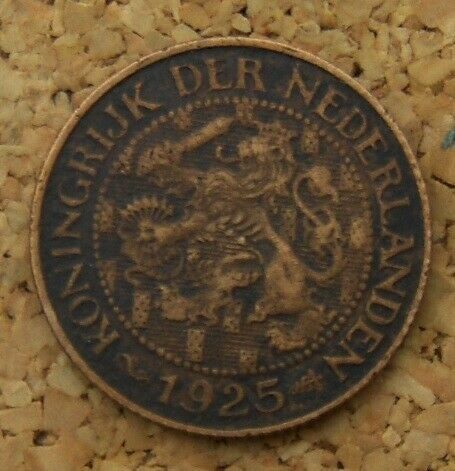 KONINGRIJK DER NEDERLANDEN
1925